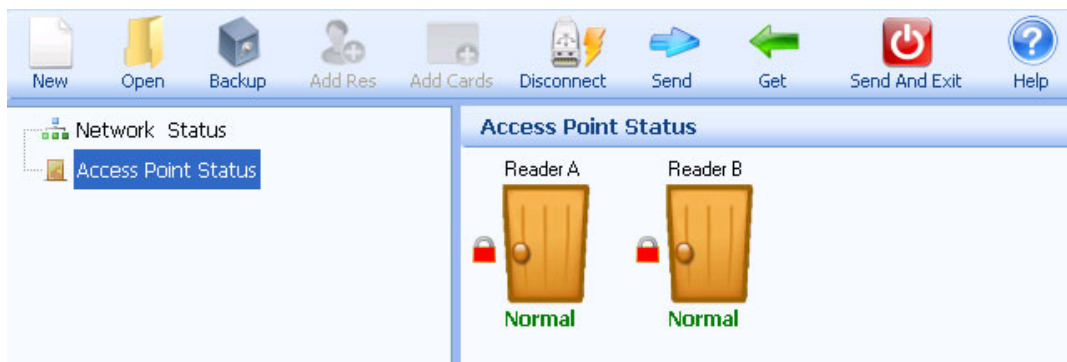 New Open Backup Add Res Add Cards Disconnect Send Get Send And Exit Help
Network Status
Access Point Status
Access Point Status
Reader A Reader B
Normal Normal